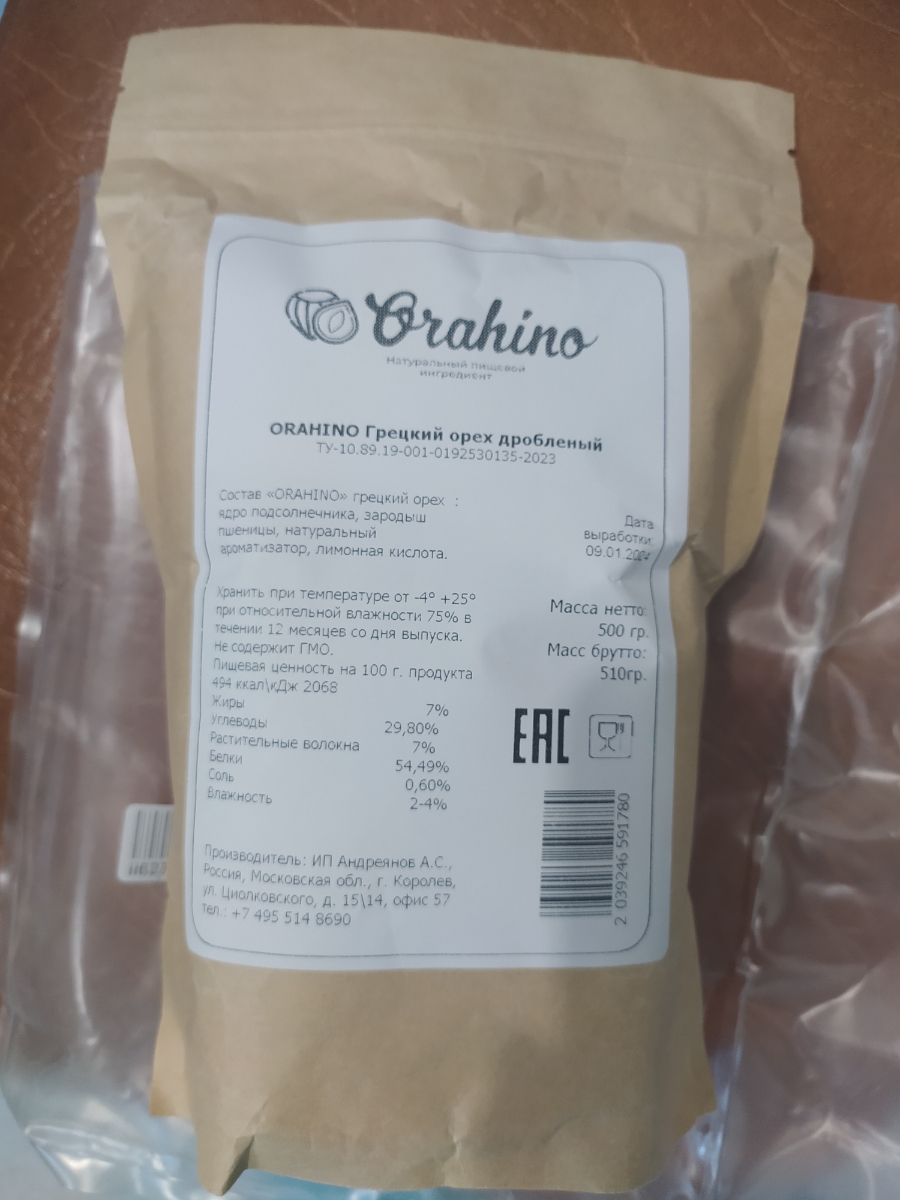 Orahino
Натуральный пищевой
ингредиент
ORAHINO Грецкий орех дробленый
ТУ-10.89.19-001-0192530135-2023
Состав «ORAHINO» грецкий орех :
ядро подсолнечника, зародыш
пшеницы, натуральный
ароматизатор, лимонная кислота.
Дата
выработки:
09.01.2024
Хранить при температуре от -4° +25°
при относительной влажности 75% в
течении 12 месяцев со дня выпуска.
Не содержит ГМО.
Пищевая ценность на 100 г. продукта
494 ккал\кДж 2068
Жиры 7%
Углеводы 29,80%
Растительные волокна 7%
Белки 54,49%
Соль 0,60%
Влажность 2-4%
Масса нетто:
500 гр.
Масс брутто:
510гр.
EAC
2 039246 591780
Производитель: ИП Андреянов А.С.,
Россия, Московская обл., г. Королев,
ул. Циолковского, д. 15\14, офис 57
тел.: +7 495 514 8690